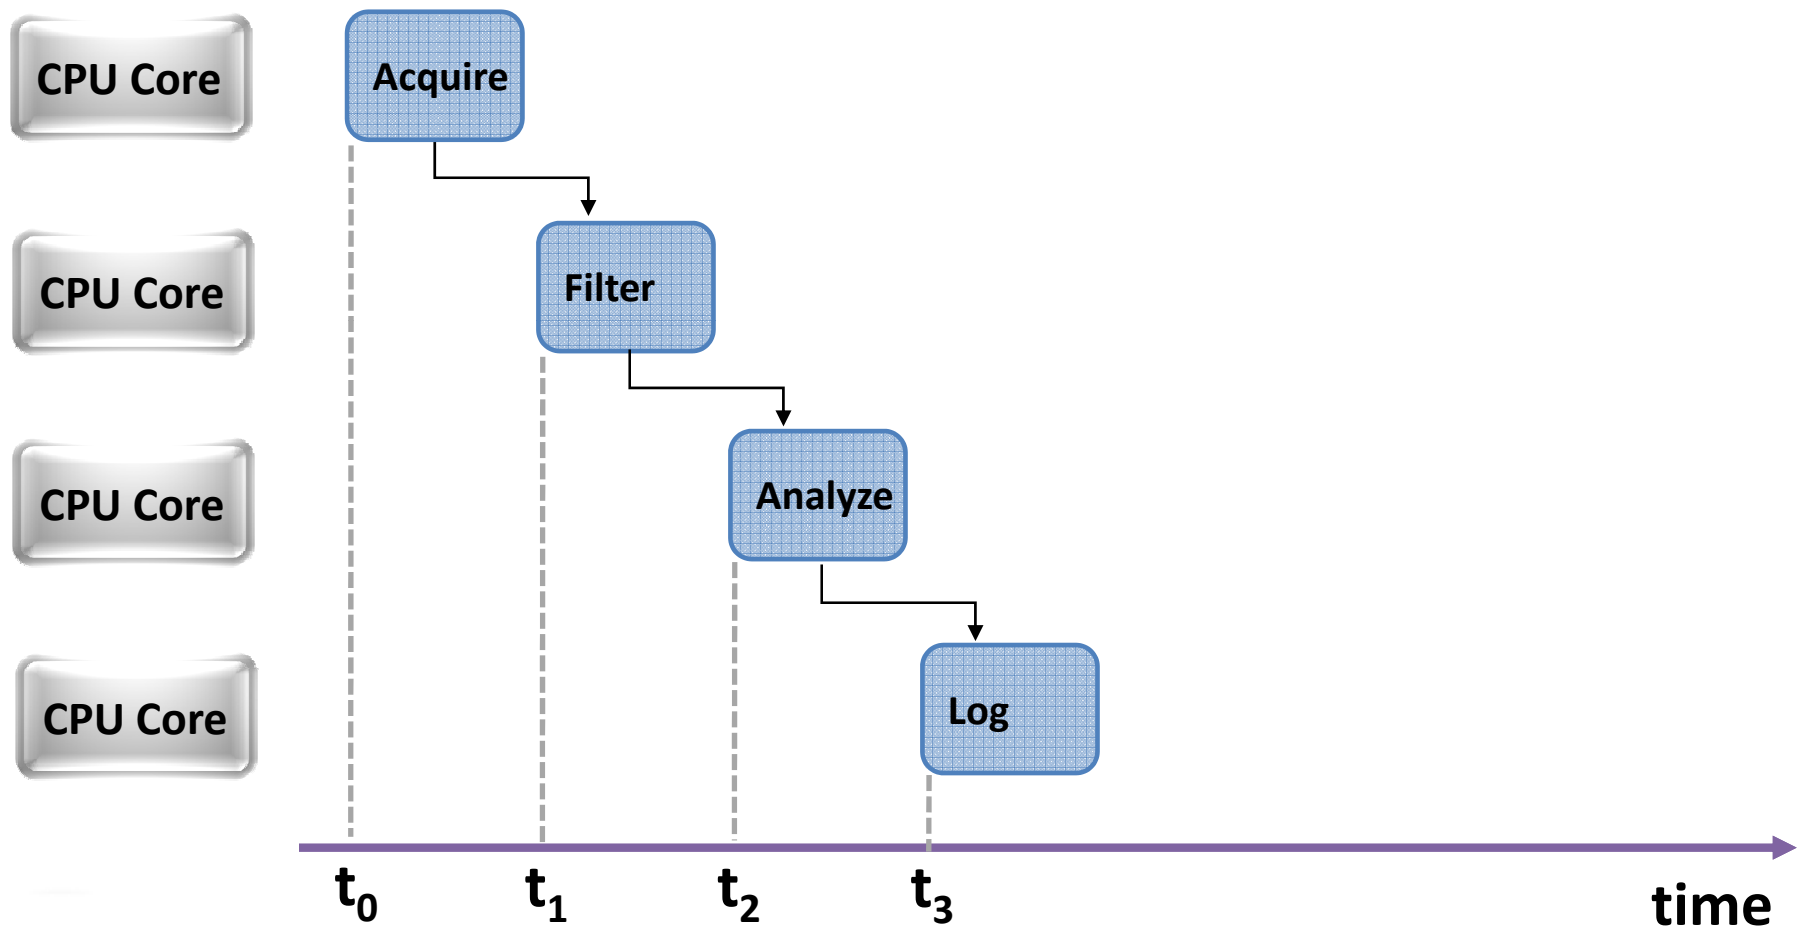 CPU Core
Acquire
CPU Core
Filter
CPU Core
Analyze
CPU Core
Log
t0
t1
t2
t3
time